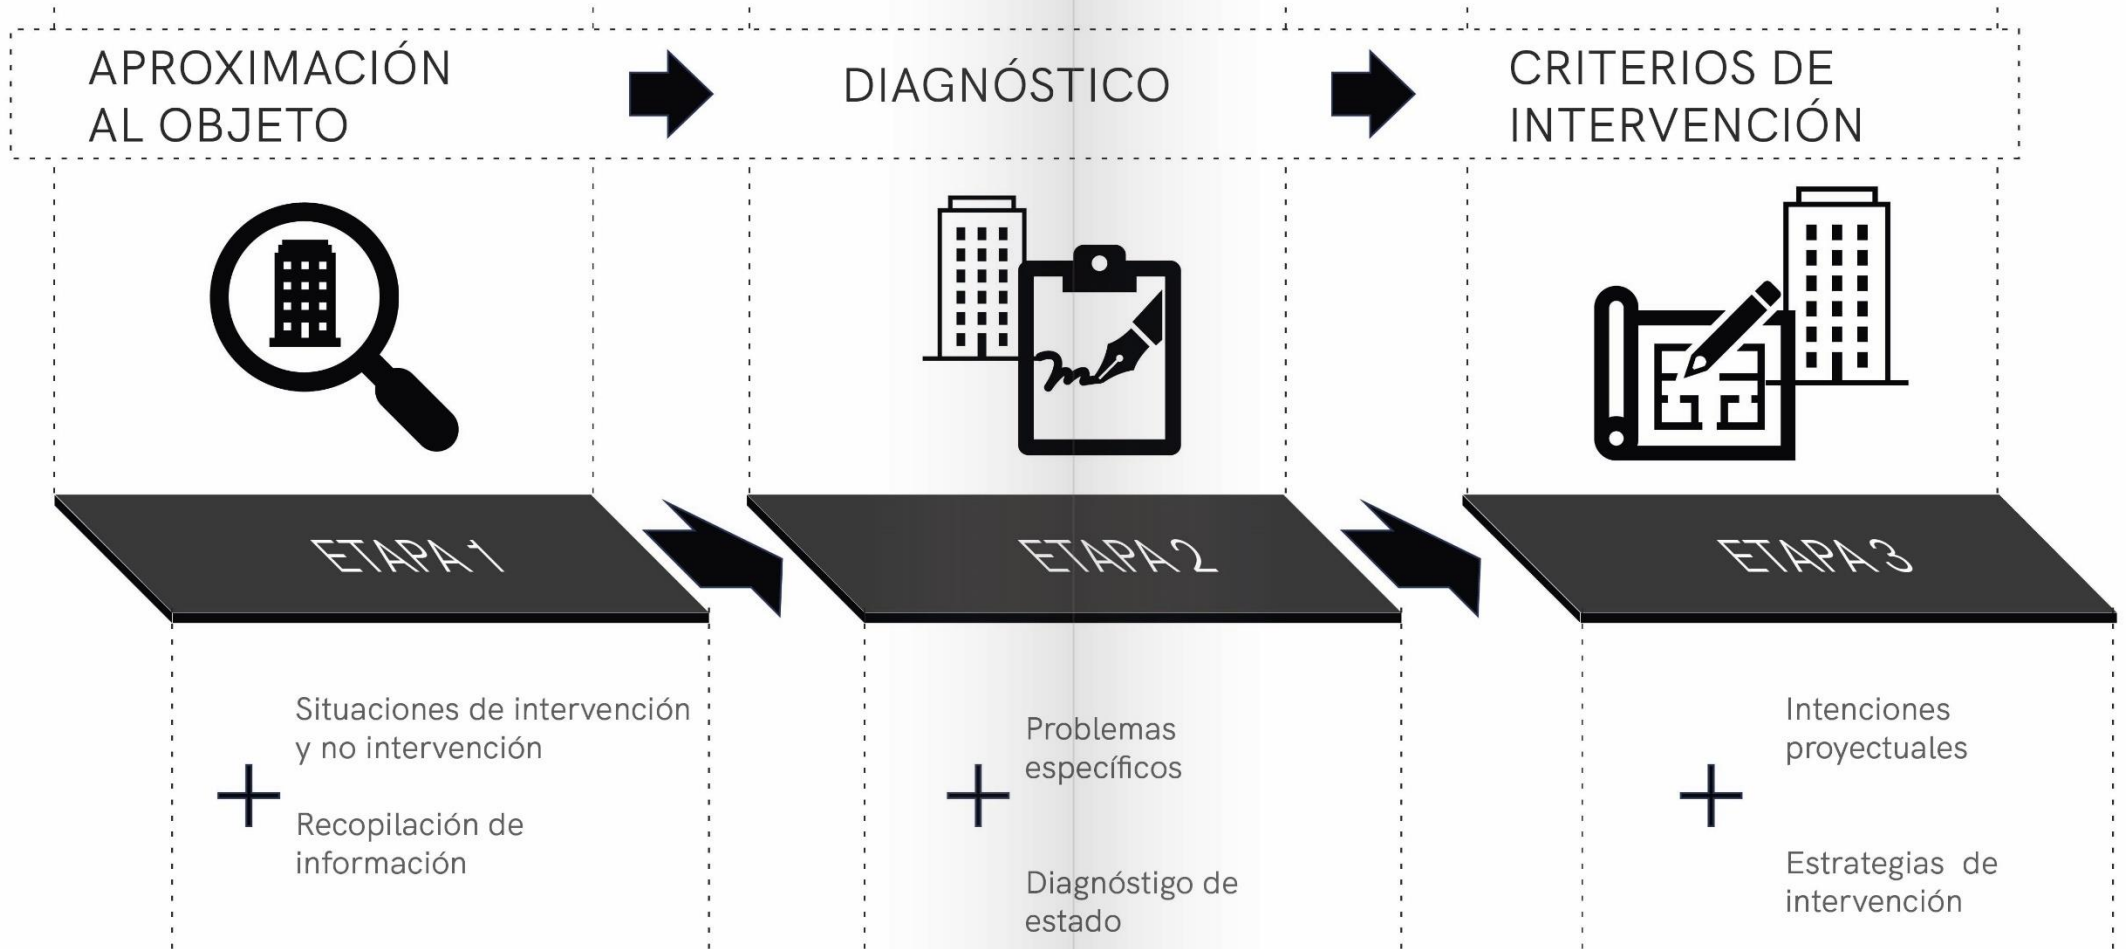 APROXIMACIÓN
AL OBJETO
DIAGNÓSTICO
CRITERIOS DE
INTERVENCIÓN
ETAPA 1
ETAPA 2
ETAPA 3
Situaciones de intervención
y no intervención
Recopilación de
información
Problemas
específicos
Diagnóstigo de
estado
Intenciones
proyectuales
Estrategias de
intervención